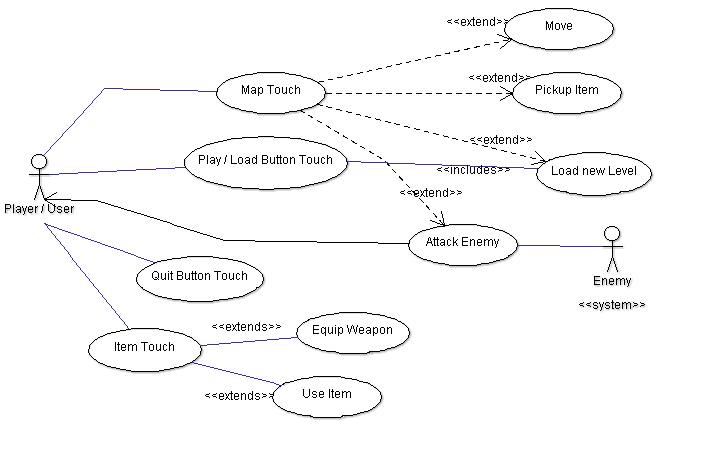 <<extend>>
Move
<<extend>>
Map Touch
Pickup Item
<<extend>>
Play / Load Button Touch
<<includes>>
Load new Level
<<extend>>
Player / User
Attack Enemy
Quit Button Touch
Enemy
<<system>>
<<extends>>
Equip Weapon
Item Touch
<<extends>>
Use Item